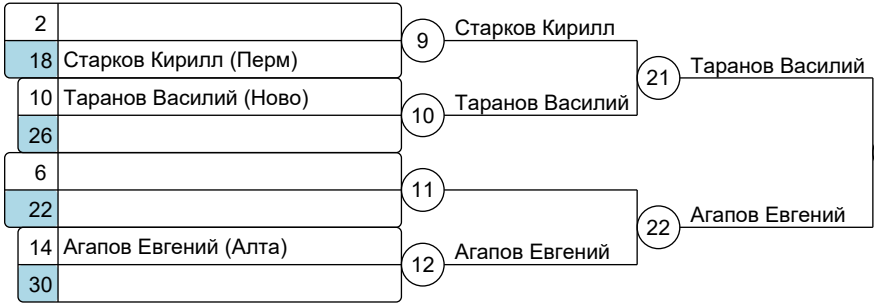 2
9
Старков Кирилл
18 Старков Кирилл (Перм)
21
Таранов Василий
10 Таранов Василий (Ново)
10
Таранов Василий
26
6
11
22
22
Агапов Евгений
14 Агапов Евгений (Алта)
12
Агапов Евгений
30